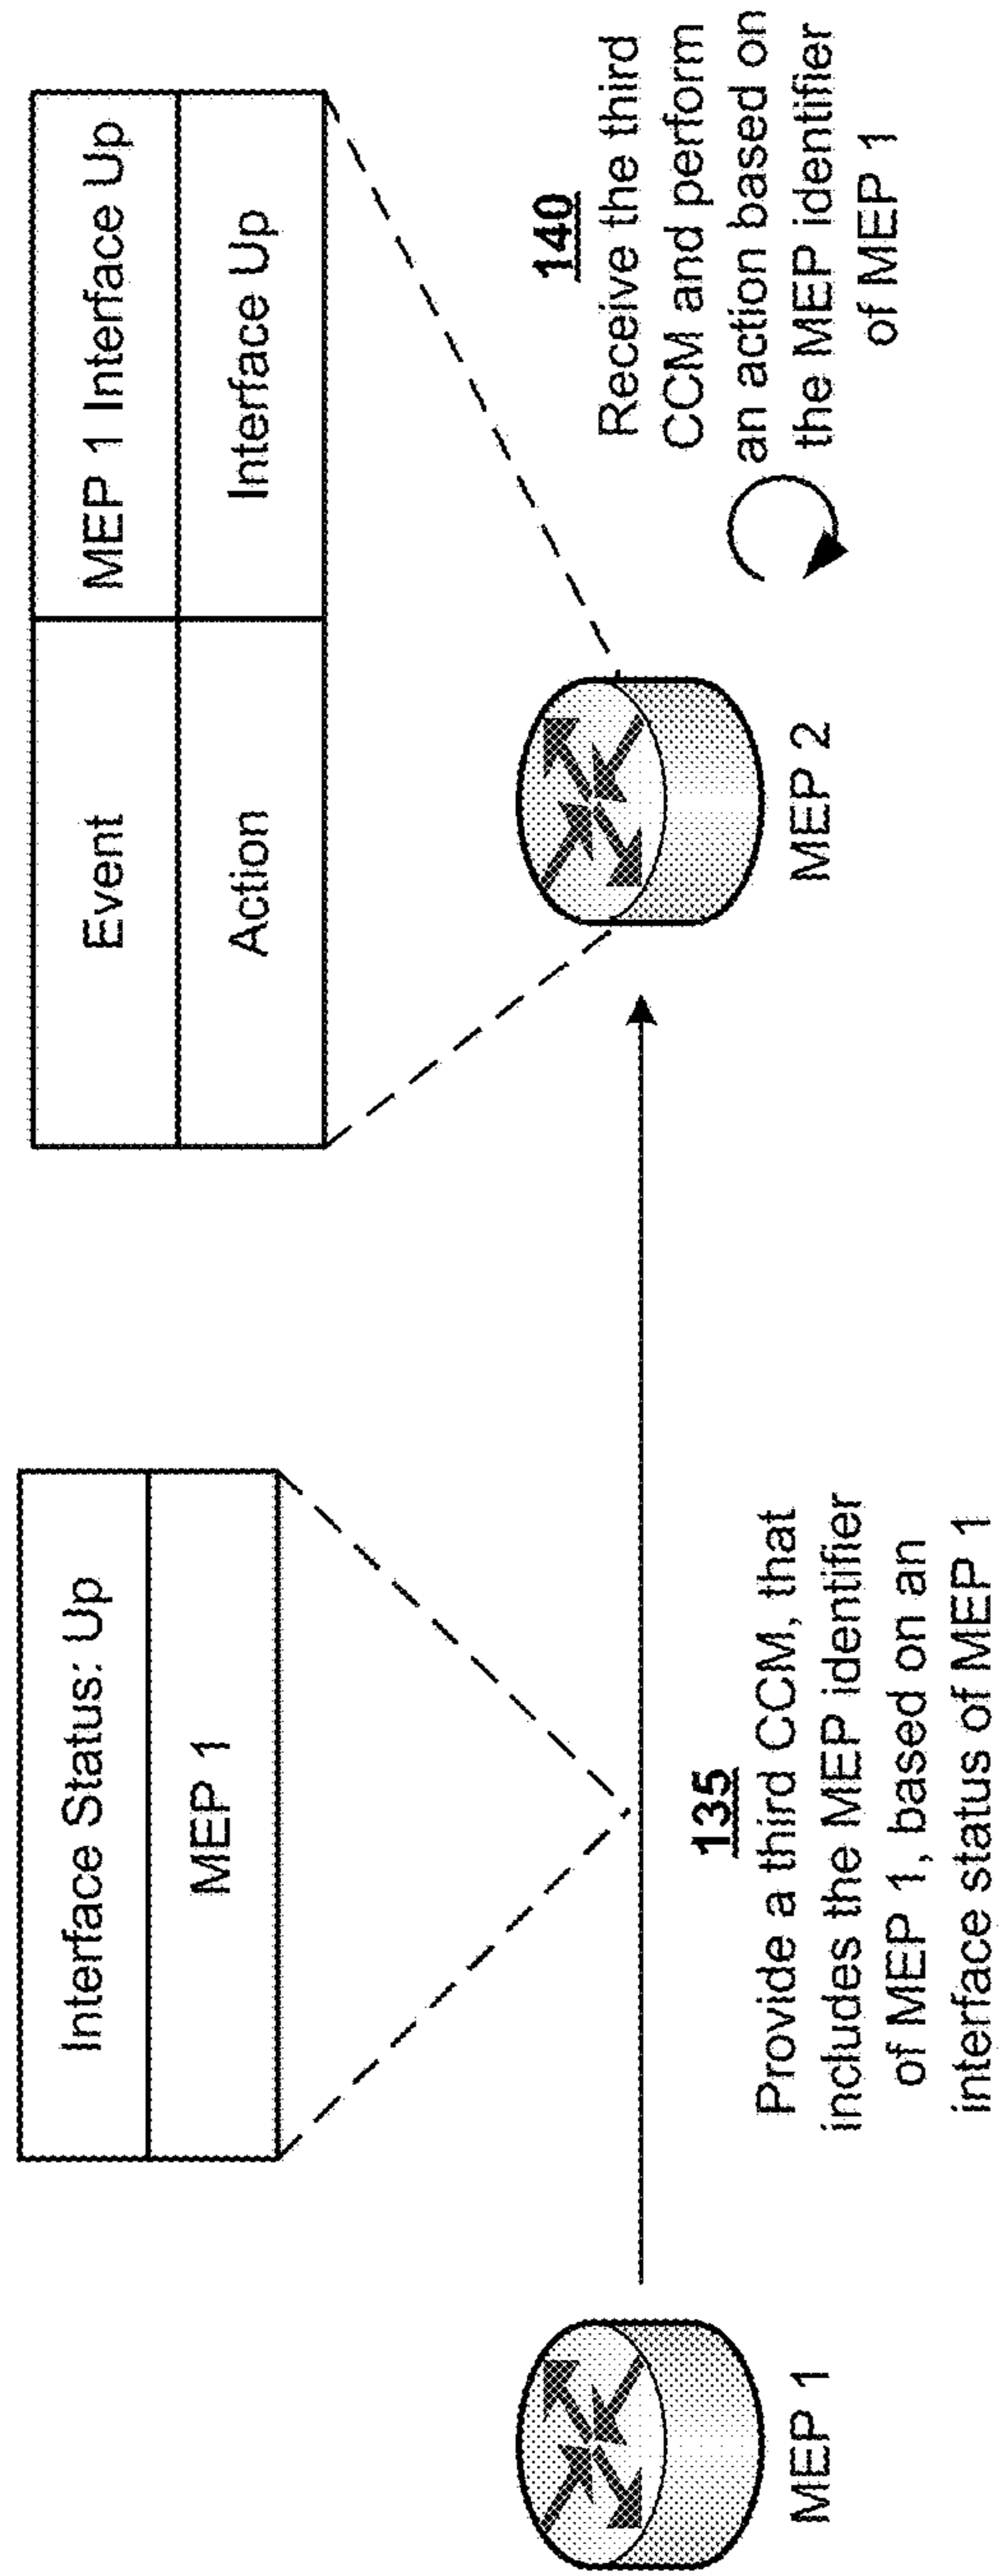 Interface Status: Up
MEP 1
Event
MEP 1 Interface Up
Action
Interface Up
MEP 1
135
Provide a third CCM, that
includes the MEP identifier
of MEP 1, based on an
interface status of MEP 1
MEP 2
140
Receive the third
CCM and perform
an action based on
the MEP identifier
of MEP 1